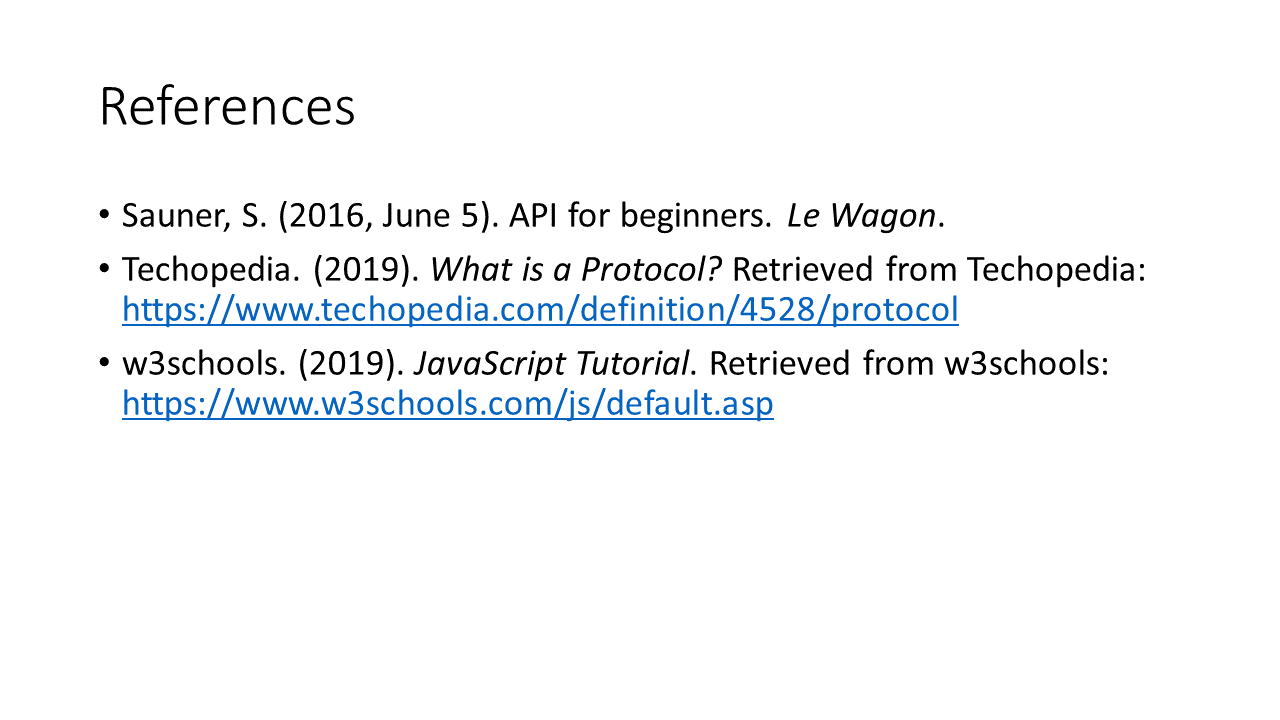 References
• Sauner, S. (2016, June 5). API for beginners. Le Wagon.
• Techopedia. (2019). What is a Protocol? Retrieved from Techopedia:
https://www.techopedia.com/definition/4528/protocol
• w3schools. (2019). JavaScript Tutorial. Retrieved from w3schools:
https://www.w3schools.com/js/default.asp